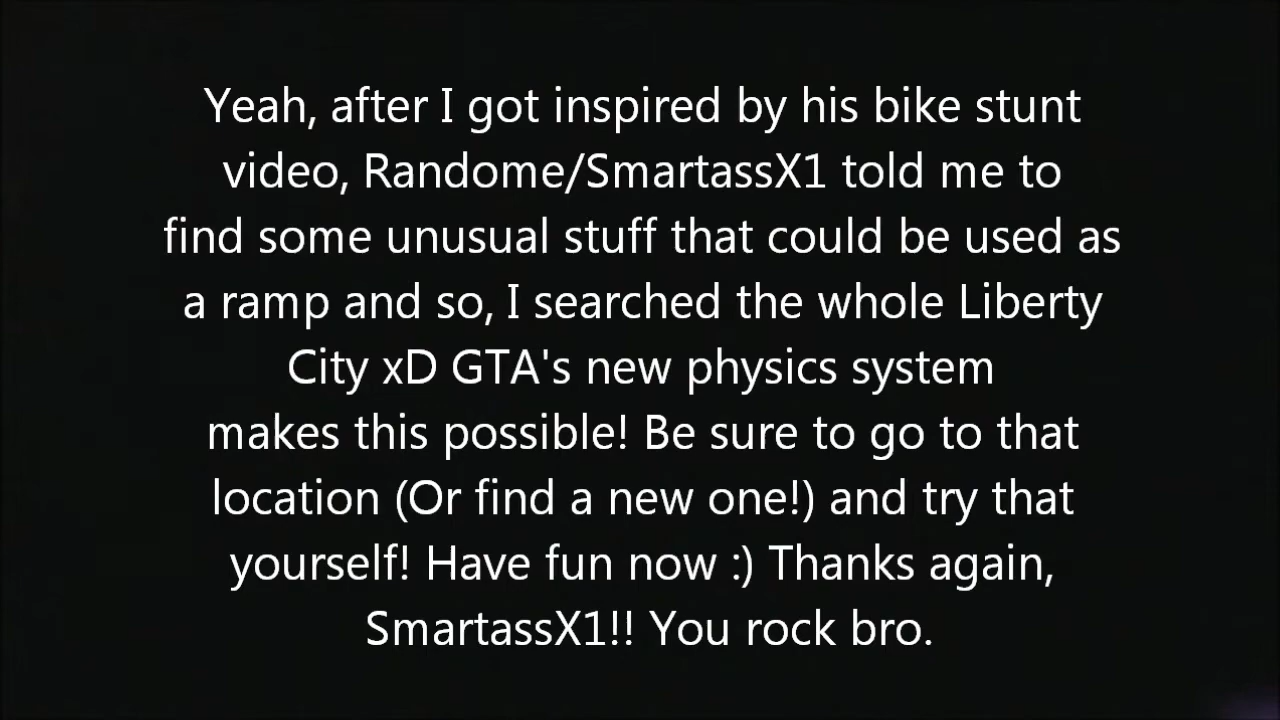 Yeah, after I got inspired by his bike stunt
video, Randome/SmartassX1 told me to
find some unusual stuff that could be used as
a ramp and so, I searched the whole Liberty
City xD GTA's new physics system
makes this possible! Be sure to go to that
location (Or find a new one!) and try that
yourself! Have fun now :) Thanks again,
SmartassX1!! You rock bro.